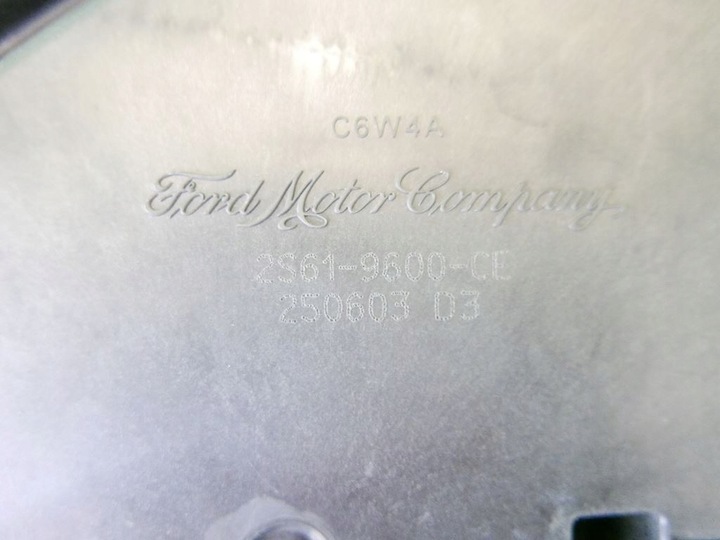 C6W4A
Ford Motor Company
2S61-9600-CE
250603 D3